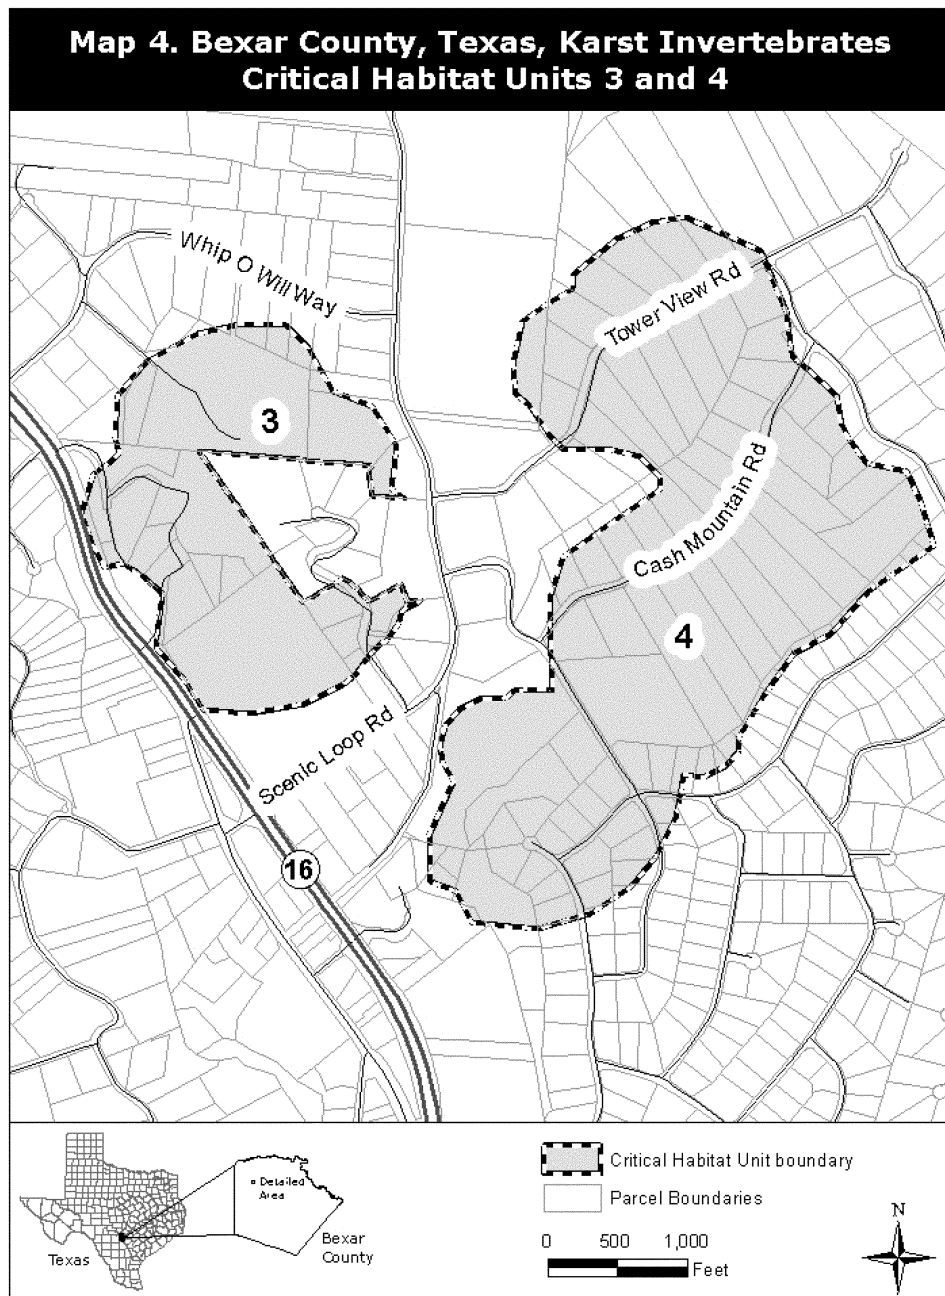 Map 4. Bexar County, Texas, Karst Invertebrates
Critical Habitat Units 3 and 4
Whip O Will Way
Tower View Rd
3
Cash Mountain Rd
4
Scenic Loop Rd
16
Texas
Detailed
Area
Bexar
County
Critical Habitat Unit boundary
Parcel Boundaries
0 500 1,000
Feet
N